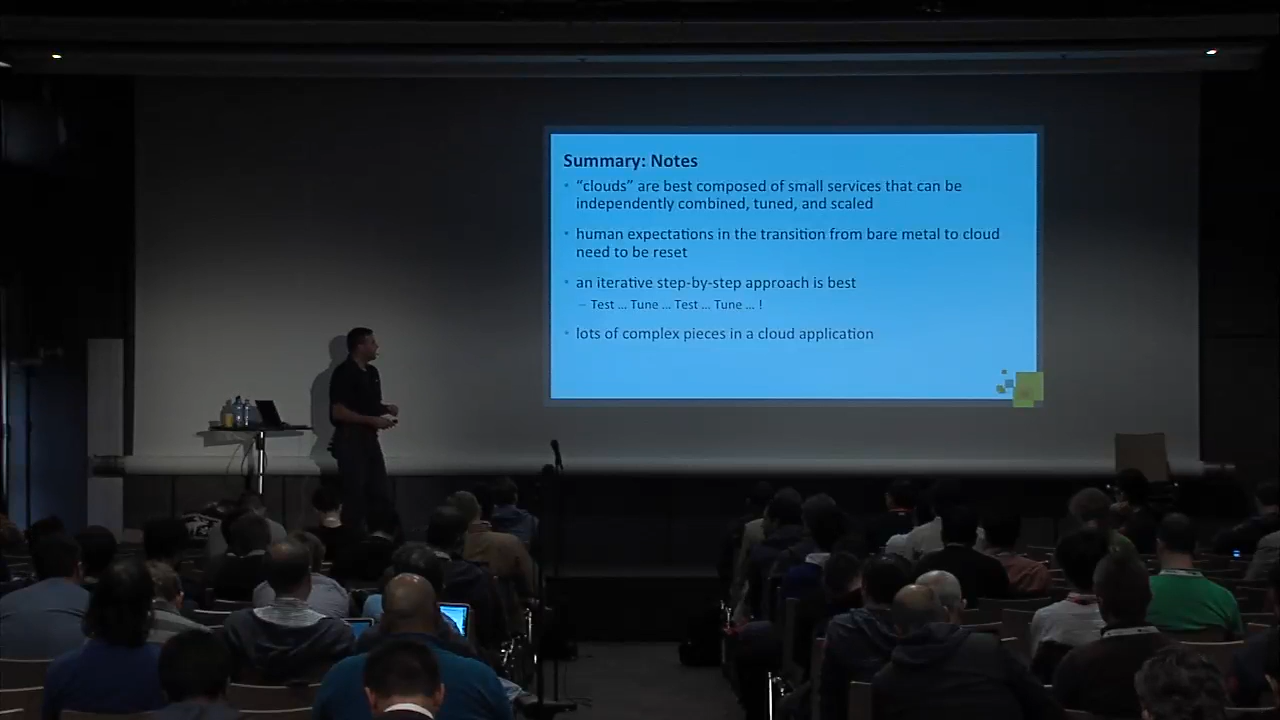 Summary: Notes
• “clouds” are best composed of small services that can be
independently combined, tuned, and scaled
• human expectations in the transition from bare metal to cloud
need to be reset
• an iterative step-by-step approach is best
– Test ... Tune ... Test ... Tune ... !
• lots of complex pieces in a cloud application